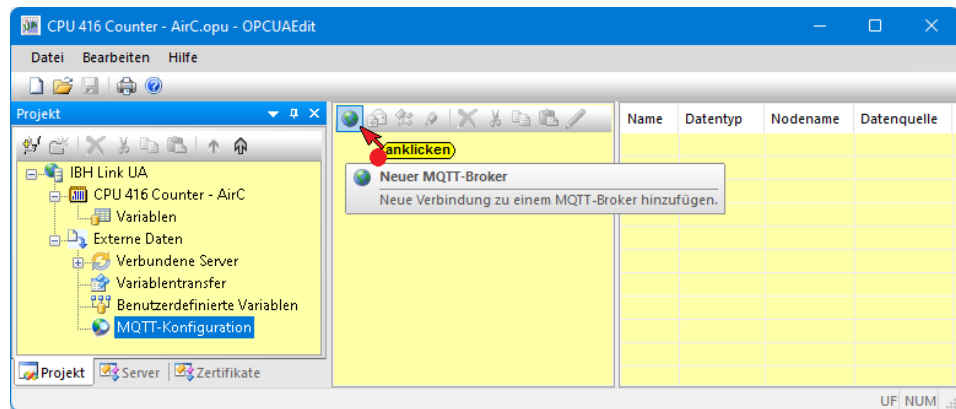 CPU 416 Counter - AirC.opu - OPCUAEdit
Datei Bearbeiten Hilfe
Projekt
IBH Link UA
CPU 416 Counter - AirC
Variablen
Externe Daten
Verbundene Server
Variablentransfer
Benutzerdefinierte Variablen
MQTT-Konfiguration
Projekt Server Zertifikate
anklicken
Neuer MQTT-Broker
Neue Verbindung zu einem MQTT-Broker hinzufügen.
Name Datentyp Nodename Datenquelle
UF NUM